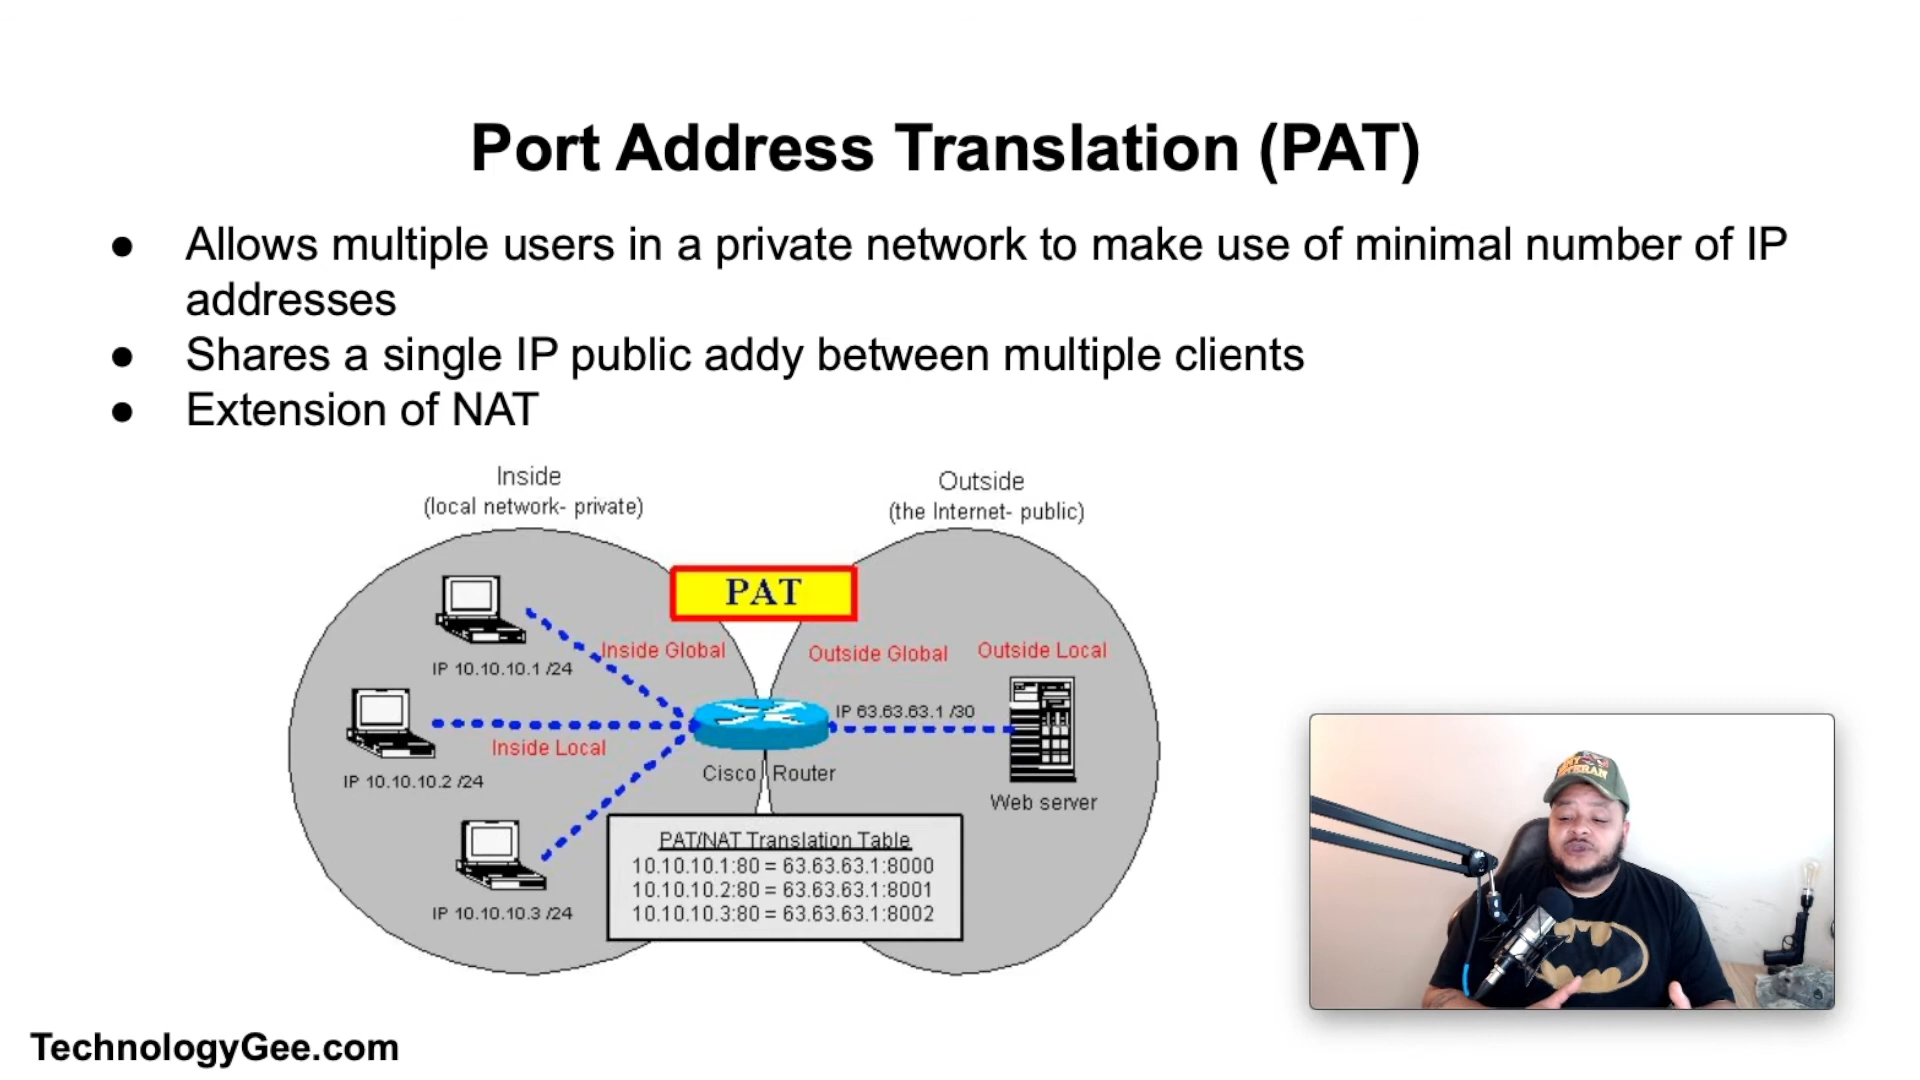 Port Address Translation (PAT)
● Allows multiple users in a private network to make use of minimal number of IP
addresses
● Shares a single IP public addy between multiple clients
● Extension of NAT
Inside
(local network- private)
Outside
(the Internet- public)
PAT
Inside Global
Outside Global
Outside Local
IP 10.10.10.1 /24
IP 63.63.63.1 /30
Inside Local
IP 10.10.10.2 /24
Cisco Router
Web server
PAT/NAT Translation Table
10.10.10.1:80 = 63.63.63.1:8000
10.10.10.2:80 = 63.63.63.1:8001
10.10.10.3:80 = 63.63.63.1:8002
IP 10.10.10.3 /24
VETERAN
TechnologyGee.com